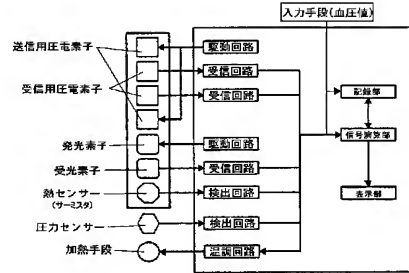 入力手段(血圧値)
送信用圧電素子
受信用圧電素子
発光素子
受光素子
熱センサー
(サーミスタ)
圧力センサー
加熱手段
駆動回路
受信回路
受信回路
駆動回路
受信回路
検出回路
検出回路
温調回路
記録部
信号演算部
表示部